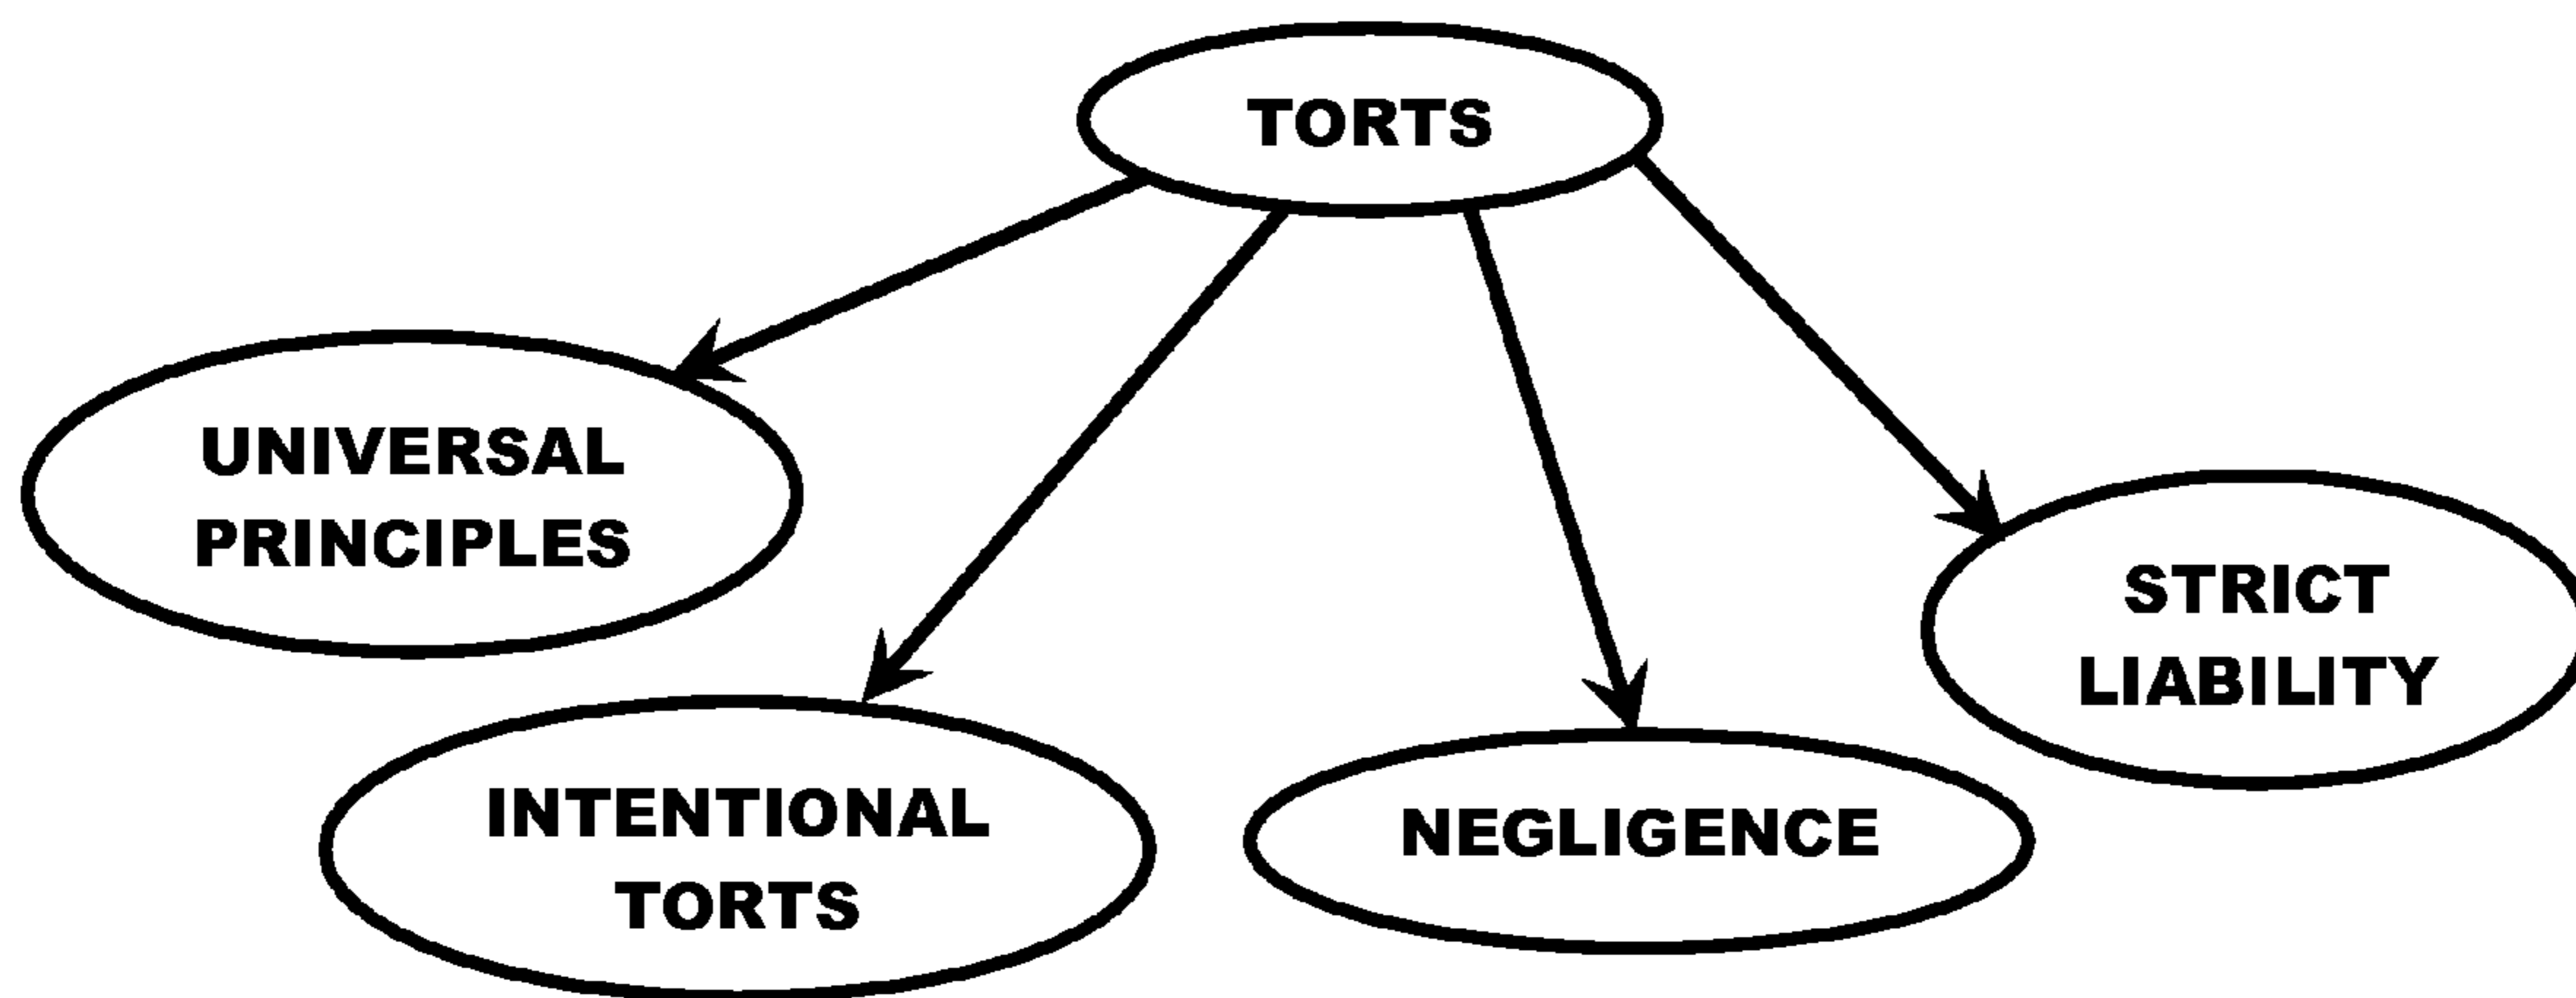 TORTS
UNIVERSAL
PRINCIPLES
INTENTIONAL
TORTS
NEGLIGENCE
STRICT
LIABILITY